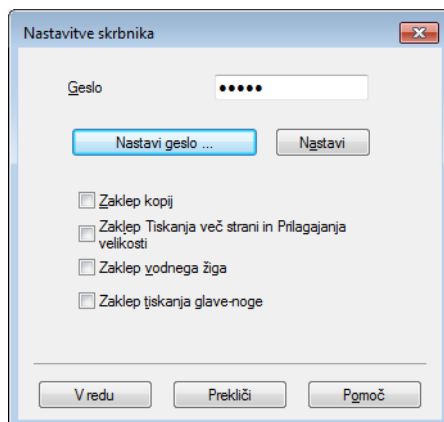 Nastavitve skrbnika
Geslo •••••
Nastavi geslo ... Nastavi
Zaklep kopij
Zaklep Tiskanja več strani in Prilagajanja
velikosti
Zaklep vodnega žiga
Zaklep tiskanja glave-noge
V redu Prekliči Pomoč